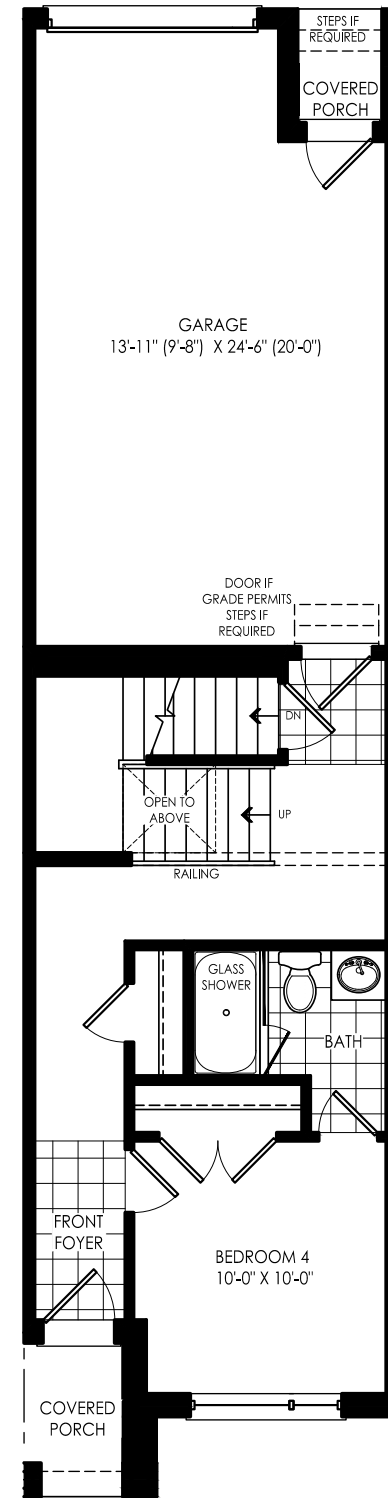 STEPS IF
REQUIRED
COVERED
PORCH
GARAGE
13'-11" (9'-8") X 24'-6" (20'-0")
DOOR IF
GRADE PERMITS
STEPS IF
REQUIRED
DN
OPEN TO
ABOVE
UP
RAILING
GLASS
SHOWER
BATH
FRONT
FOYER
BEDROOM 4
10'-0" X 10'-0"
COVERED
PORCH